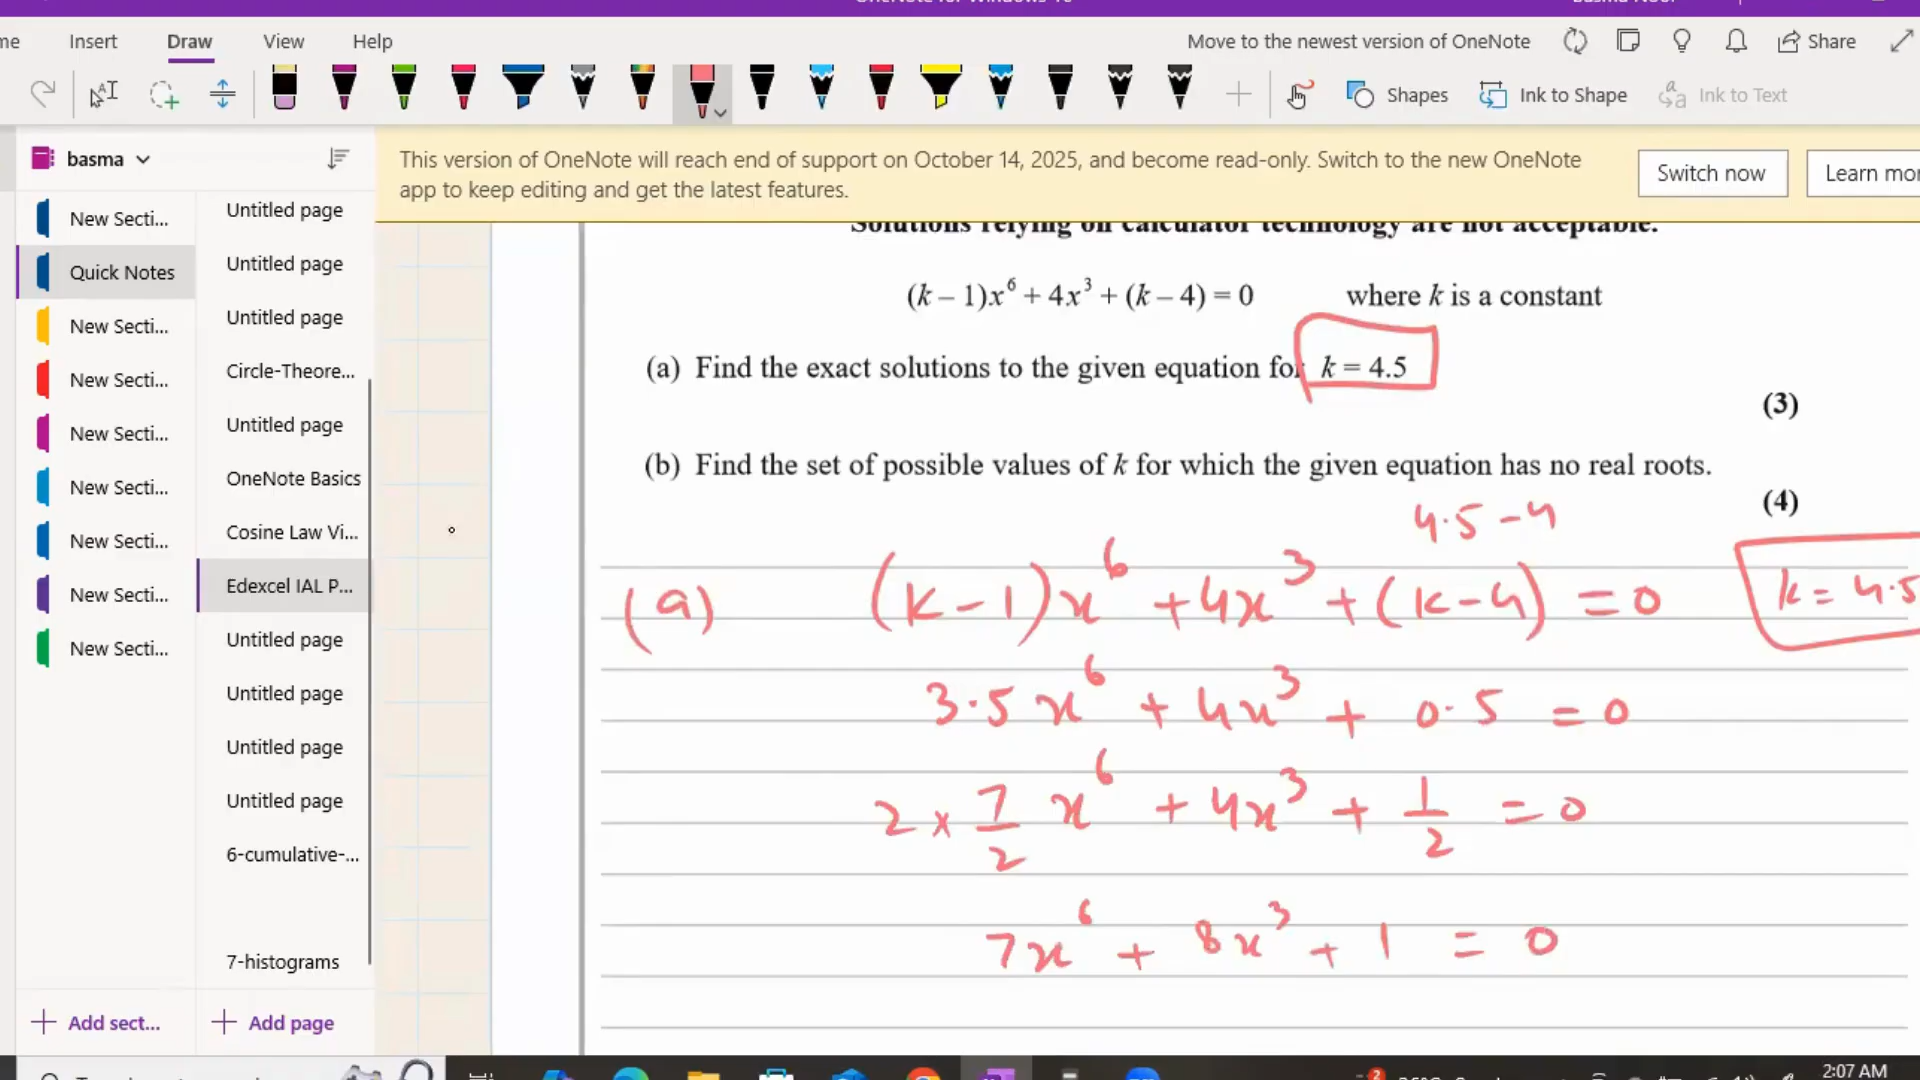 Insert Draw View Help Move to the newest version of OneNote Share
Shapes Ink to Shape Ink to Text
basma
This version of OneNote will reach end of support on October 14, 2025, and become read-only. Switch to the new OneNote
app to keep editing and get the latest features.
Switch now
New Secti...
Quick Notes
New Secti...
New Secti...
New Secti...
New Secti...
New Secti...
New Secti...
New Secti...
Add sect...
Untitled page
Untitled page
Untitled page
Circle-Theore...
Untitled page
OneNote Basics
Cosine Law Vi...
Edexcel IAL P...
Untitled page
Untitled page
Untitled page
Untitled page
6-cumulative-...
7-histograms
Add page
Solutions relying on calculator technology are not acceptable.
(k – 1)x⁶ + 4x³ + (k – 4) = 0 where k is a constant
(a) Find the exact solutions to the given equation for k = 4.5
(3)
(b) Find the set of possible values of k for which the given equation has no real roots.
(4)
4.5 - 4
(a) (k - 1)x⁶ + 4x³ + (k - 4) = 0 k = 4.5
3.5x⁶ + 4x³ + 0.5 = 0
2 × 7/2 x⁶ + 4x³ + 1/2 = 0
7x⁶ + 8x³ + 1 = 0
2:07 AM